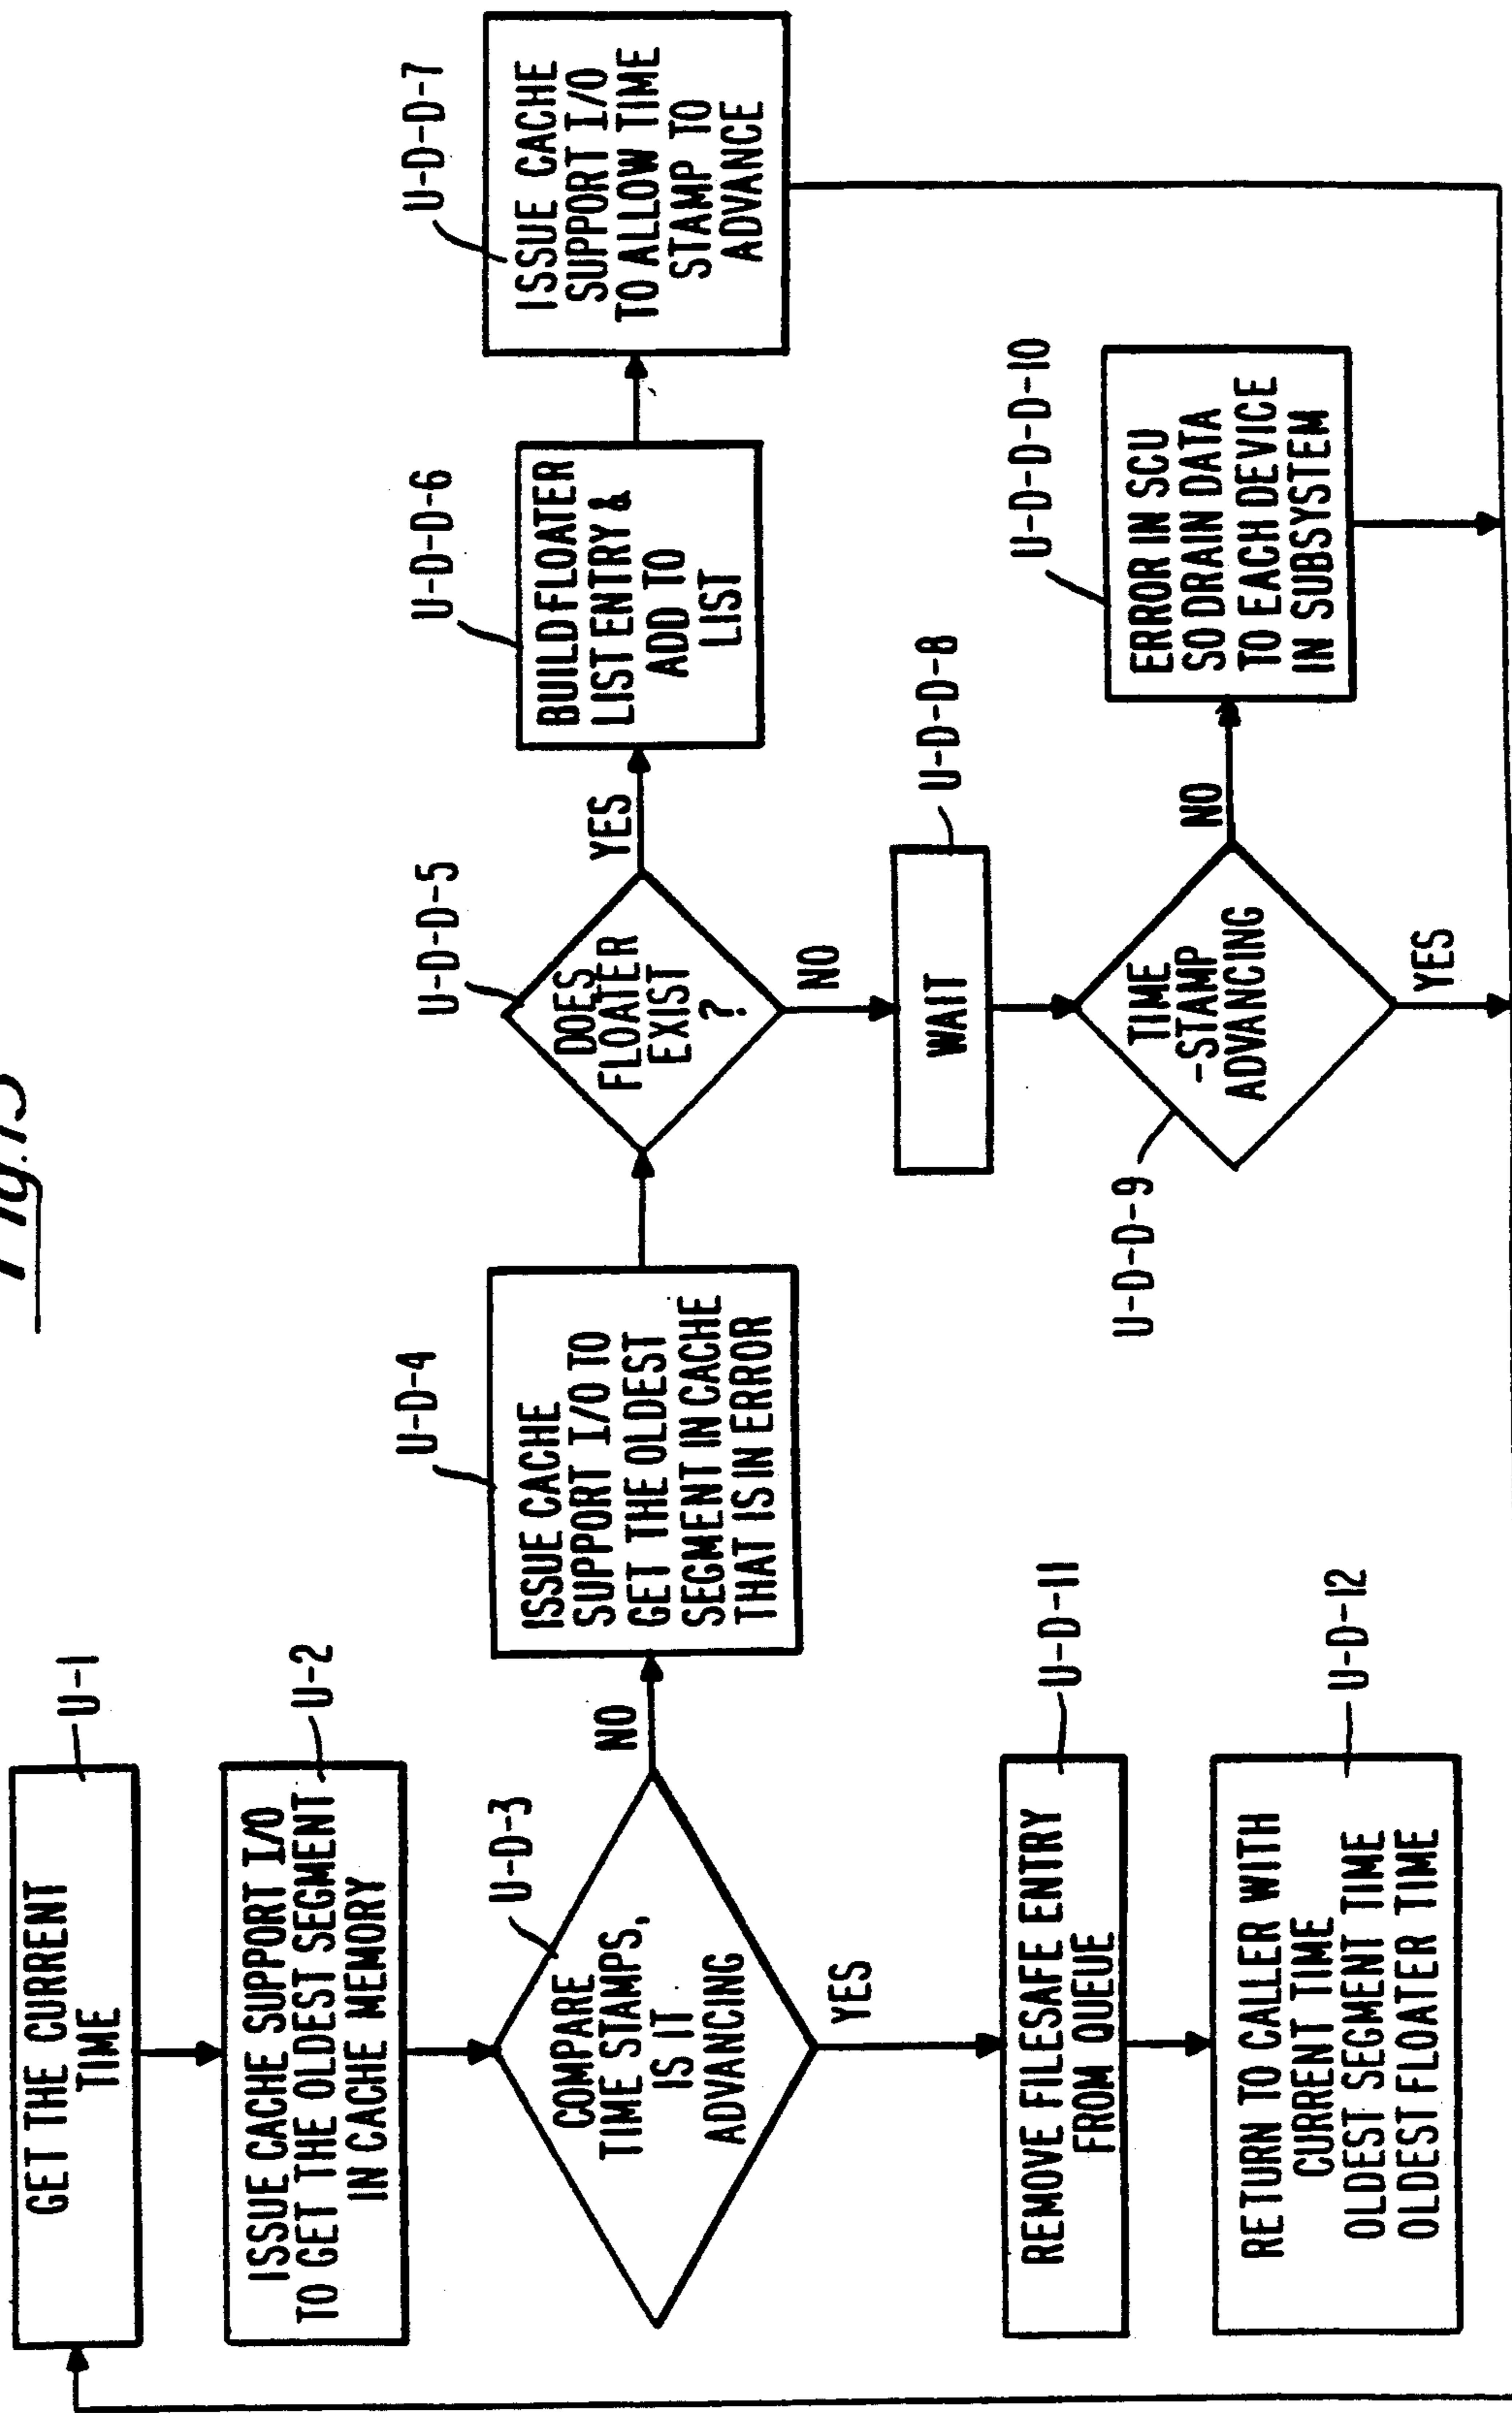 Fig.15
GET THE CURRENT
TIME
U-1
ISSUE CACHE SUPPORT I/O
TO GET THE OLDEST SEGMENT
IN CACHE MEMORY
U-2
COMPARE
TIME STAMPS,
IS IT
ADVANCING
U-D-3
NO
YES
ISSUE CACHE
SUPPORT I/O TO
GET THE OLDEST
SEGMENT IN CACHE
THAT IS IN ERROR
U-D-4
DOES
FLOATER
EXIST
?
U-D-D-5
YES
NO
BUILD FLOATER
LIST ENTRY &
ADD TO
LIST
U-D-D-6
ISSUE CACHE
SUPPORT I/O
TO ALLOW TIME
STAMP TO
ADVANCE
U-D-D-7
WAIT
U-D-D-8
TIME
-STAMP
ADVANCING
U-D-D-9
NO
YES
ERROR IN SCU
SO DRAIN DATA
TO EACH DEVICE
IN SUBSYSTEM
U-D-D-D-10
REMOVE FILESAFE ENTRY
FROM QUEUE
U-D-11
RETURN TO CALLER WITH
CURRENT TIME
OLDEST SEGMENT TIME
OLDEST FLOATER TIME
U-D-12